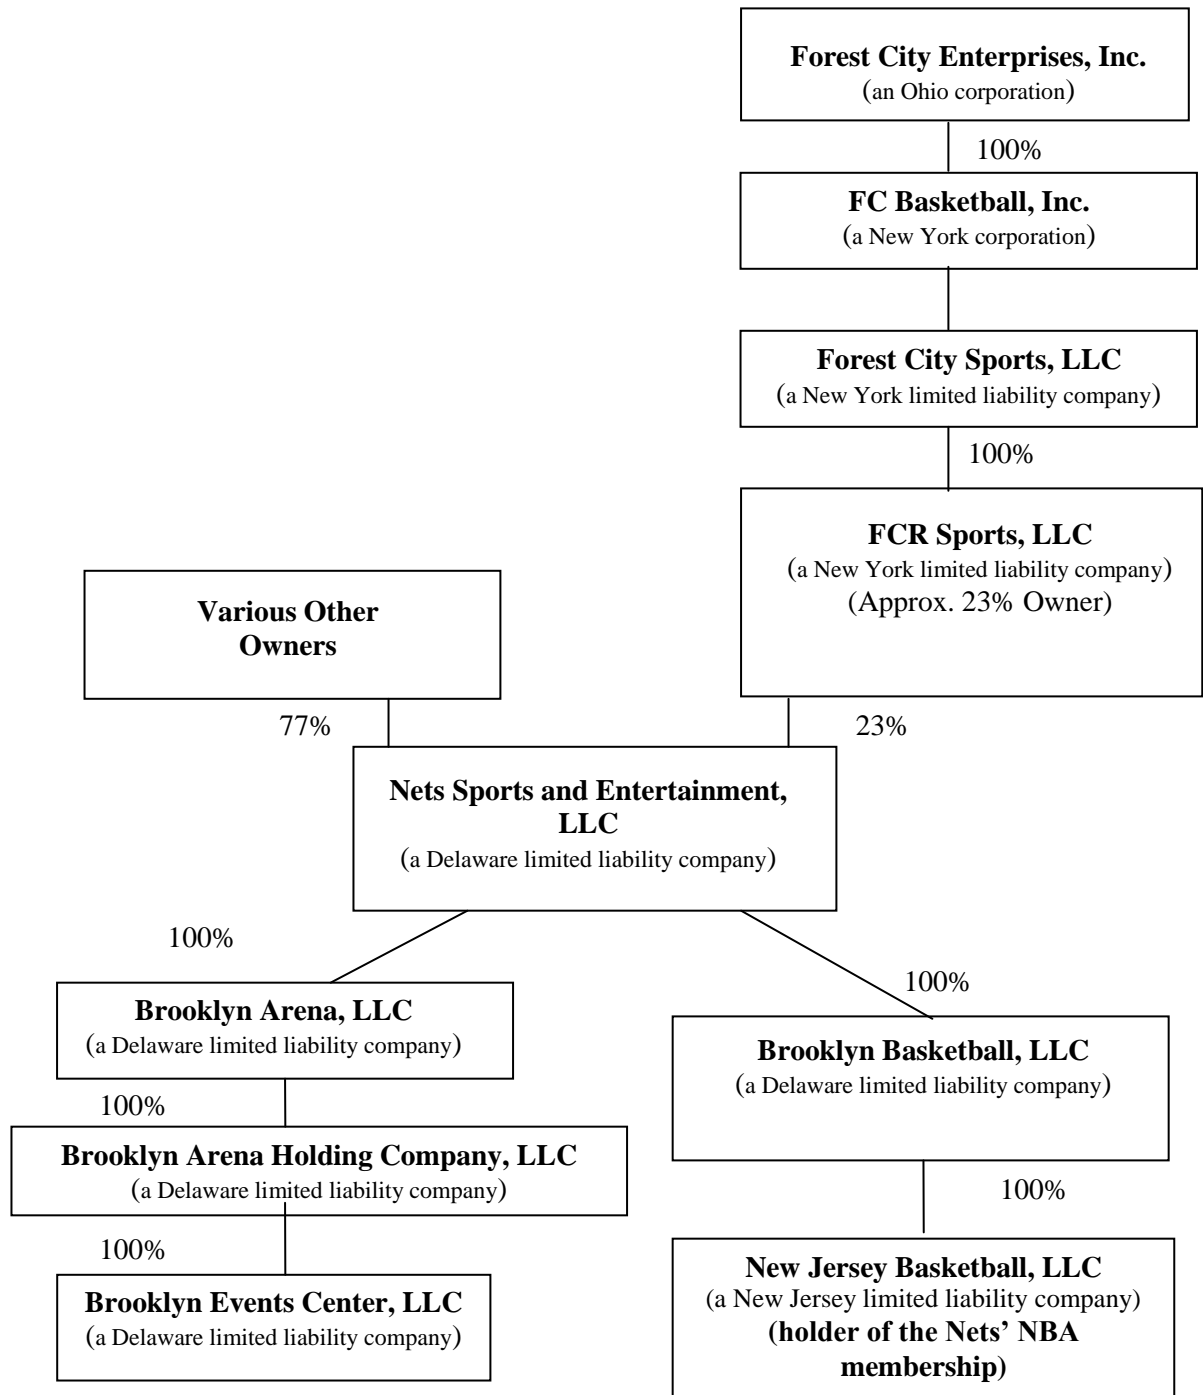 Forest City Enterprises, Inc.
(an Ohio corporation)
100%
FC Basketball, Inc.
(a New York corporation)
Forest City Sports, LLC
(a New York limited liability company)
100%
FCR Sports, LLC
(a New York limited liability company)
(Approx. 23% Owner)
Various Other
Owners
77%
23%
Nets Sports and Entertainment,
LLC
(a Delaware limited liability company)
100%
100%
Brooklyn Arena, LLC
(a Delaware limited liability company)
Brooklyn Basketball, LLC
(a Delaware limited liability company)
100%
Brooklyn Arena Holding Company, LLC
(a Delaware limited liability company)
100%
100%
Brooklyn Events Center, LLC
(a Delaware limited liability company)
New Jersey Basketball, LLC
(a New Jersey limited liability company)
(holder of the Nets’ NBA
membership)